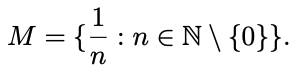 M = {1/n : n ∈ ℕ \ {0}}.